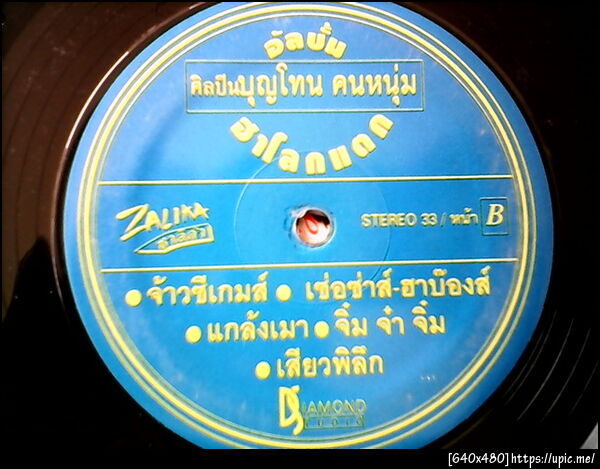 อัลบั้ม
ศิลปินบุญโทน คนหนุ่ม
ฮาโลกแตก
ZALIKA
ซาลิกา
STEREO 33 / หน้า B
• จ้าวซีเกมส์ • เซ่อซ่าส์-ฮาบ๊องส์
• แกล้งเมา • จิ๊ม จ๋า จิ๊ม
• เสียวพิลึก
DIAMOND
STUDIO
[640x480] https://upic.me/